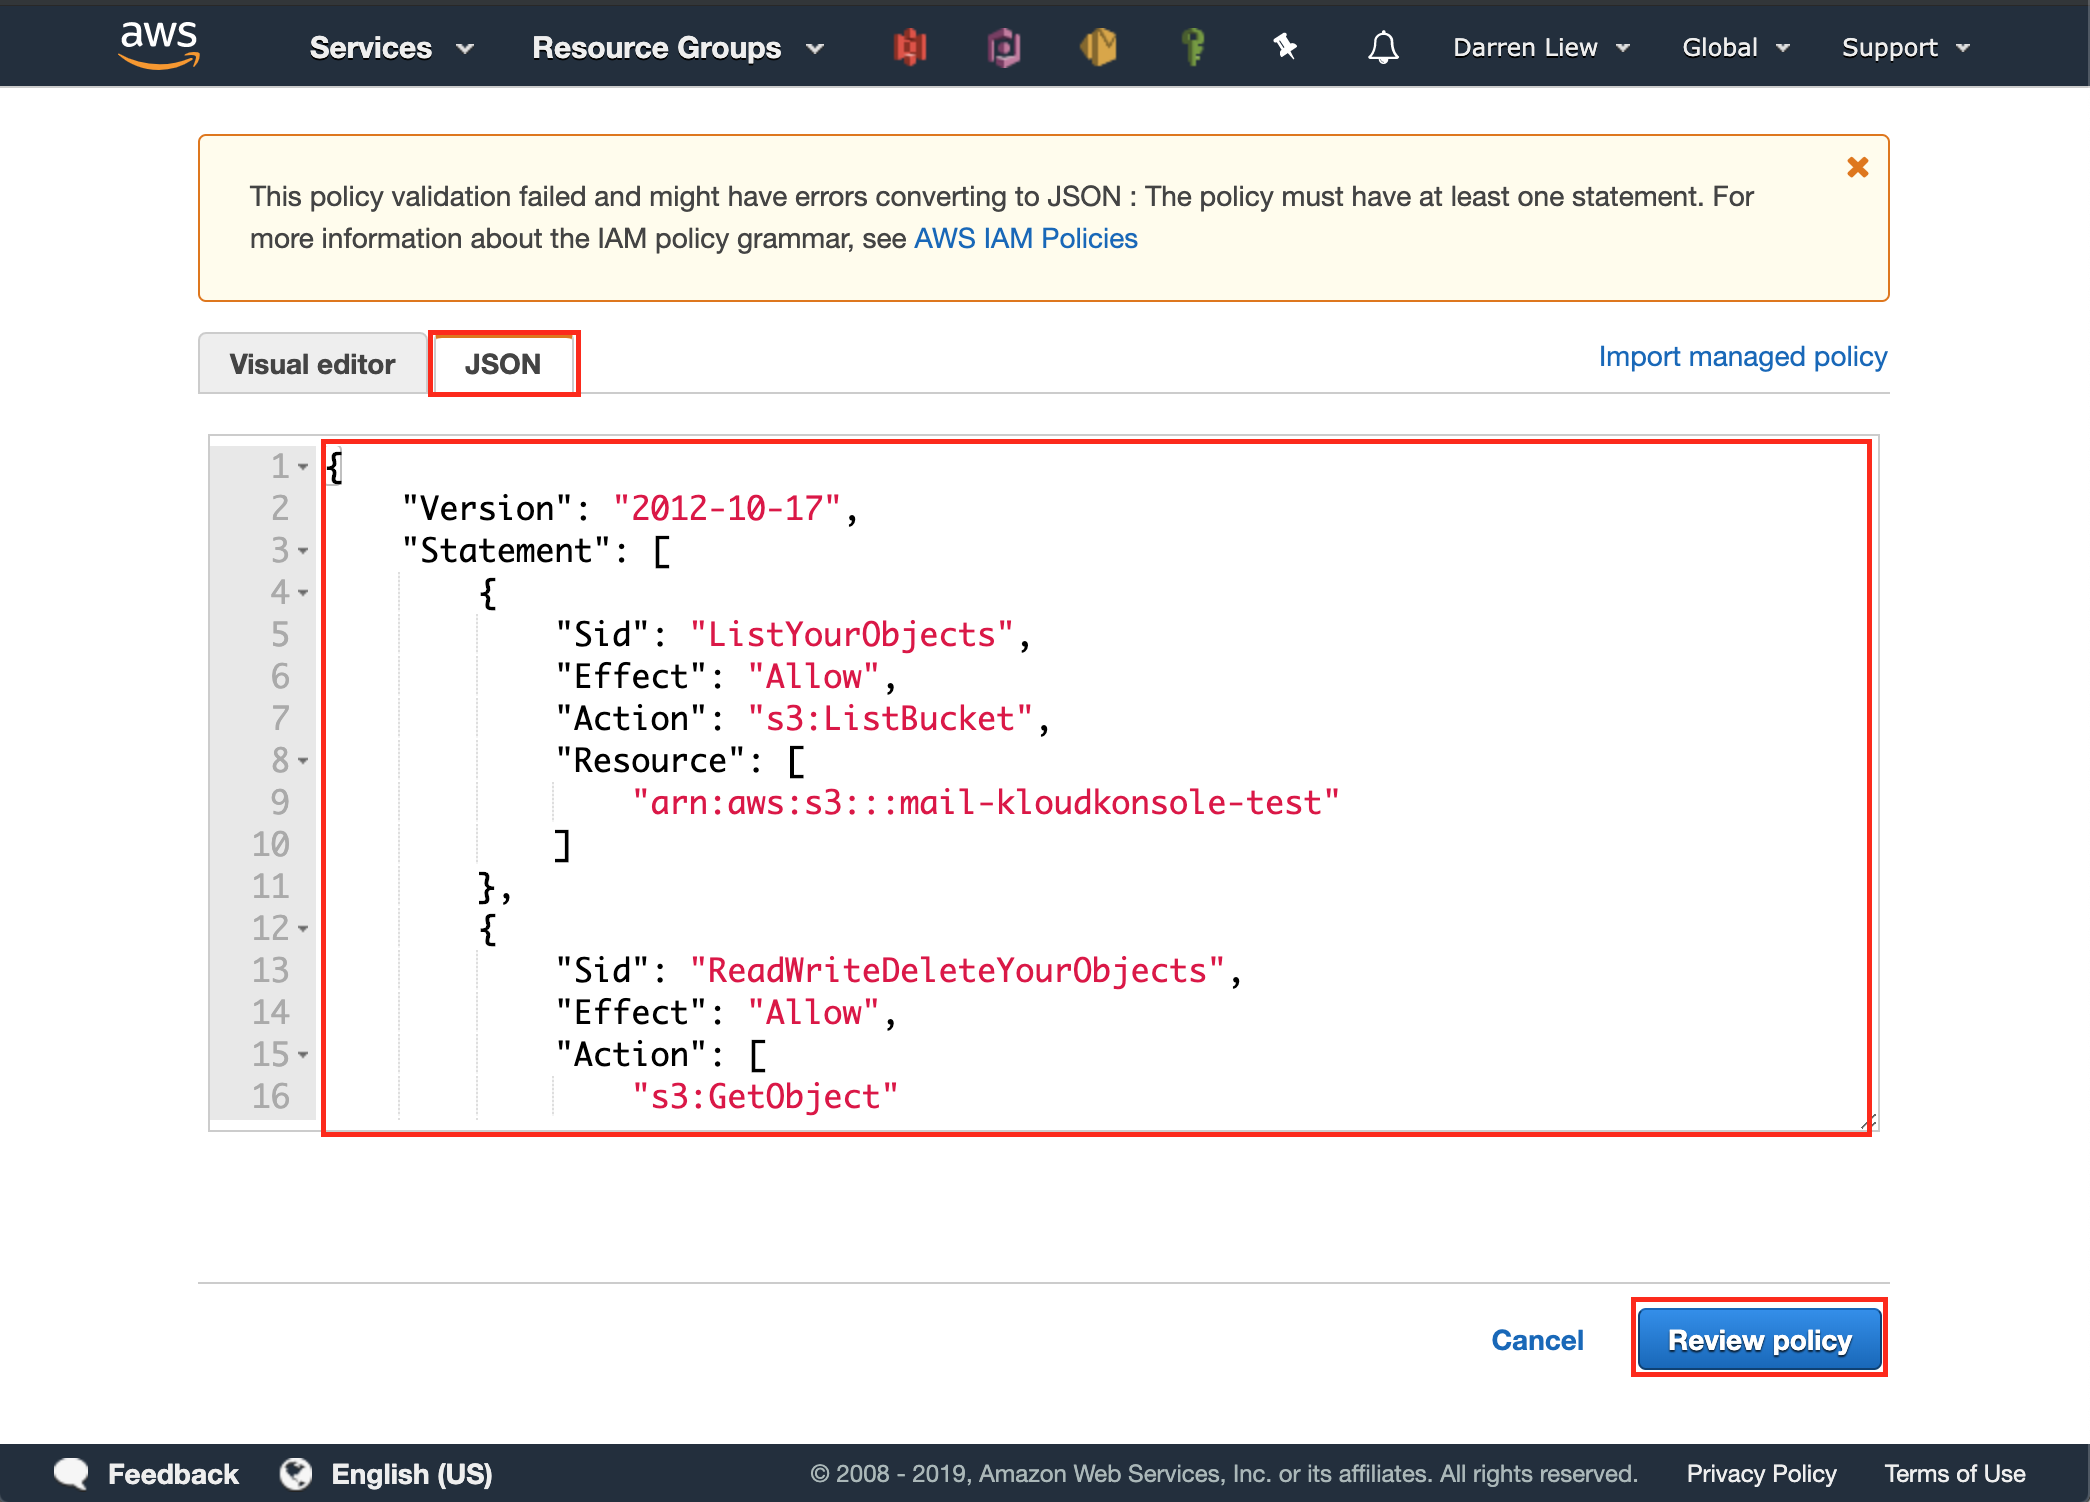 aws Services Resource Groups Darren Liew Global Support
This policy validation failed and might have errors converting to JSON : The policy must have at least one statement. For
more information about the IAM policy grammar, see AWS IAM Policies
Visual editor JSON Import managed policy
1 {
2 "Version": "2012-10-17",
3 "Statement": [
4 {
5 "Sid": "ListYourObjects",
6 "Effect": "Allow",
7 "Action": "s3:ListBucket",
8 "Resource": [
9 "arn:aws:s3:::mail-kloudkonsole-test"
10 ]
11 },
12 {
13 "Sid": "ReadWriteDeleteYourObjects",
14 "Effect": "Allow",
15 "Action": [
16 "s3:GetObject"
Cancel Review policy
Feedback English (US) © 2008 - 2019, Amazon Web Services, Inc. or its affiliates. All rights reserved. Privacy Policy Terms of Use